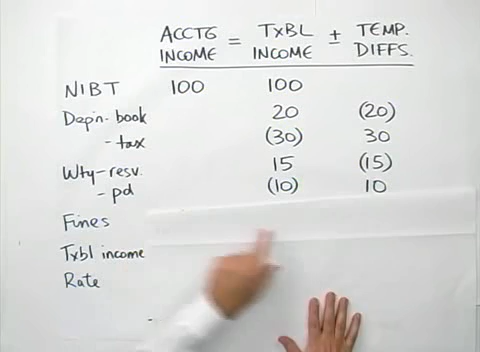 ACCTG INCOME = TXBL INCOME ± TEMP. DIFFS.
NIBT 100 100
Depn. - book 20 (20)
- tax (30) 30
Wty - resv. 15 (15)
- pd (10) 10
Fines
Txbl income
Rate